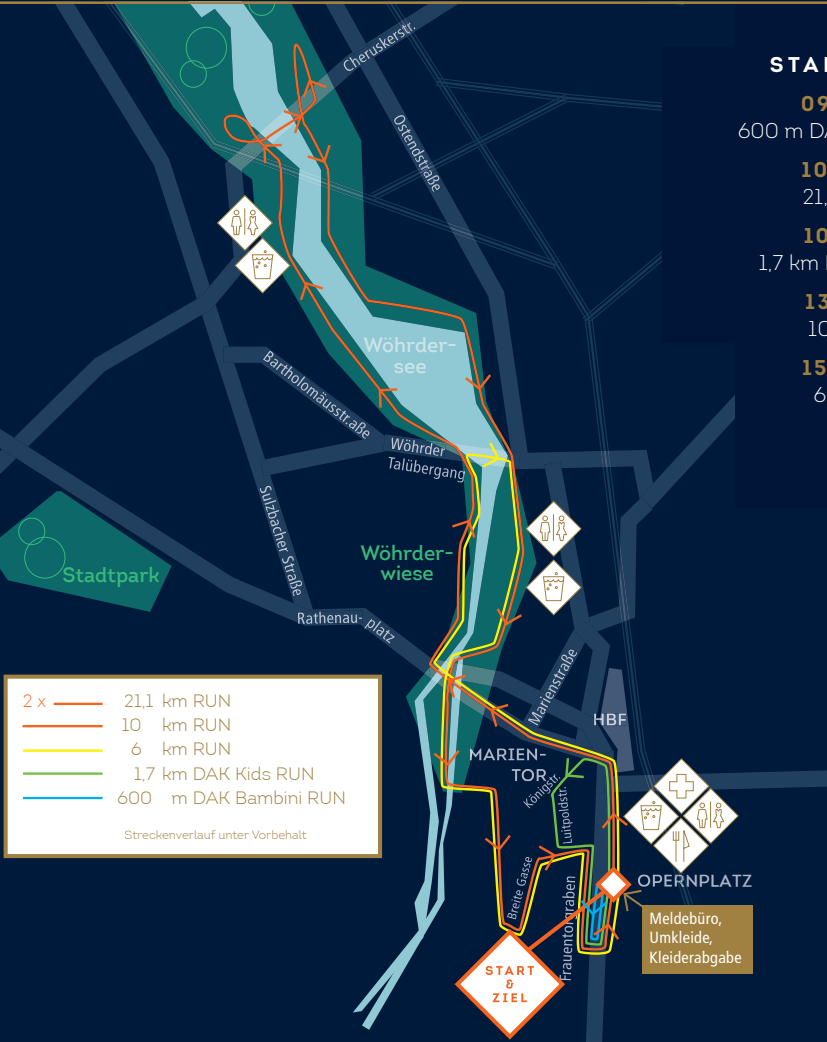 Cheruskerstr.
Ostendstraße
STAR
09
600 m DA
10
21,
10
1,7 km
13
10
15
6
Wöhrder-
see
Bartholomäusstr.aße
Wöhrder
Talübergang
Sulzbacher Straße
Stadtpark
Wöhrder-
wiese
Rathenau- platz
Marienstraße
HBF
2 x 21,1 km RUN
10 km RUN
6 km RUN
1,7 km DAK Kids RUN
600 m DAK Bambini RUN
Streckenverlauf unter Vorbehalt
MARIEN-
TOR
Königstr.
Luitpoldstr.
Breite Gasse
Frauentorgraben
OPERNPLATZ
Meldebüro,
Umkleide,
Kleiderabgabe
START
&
ZIEL